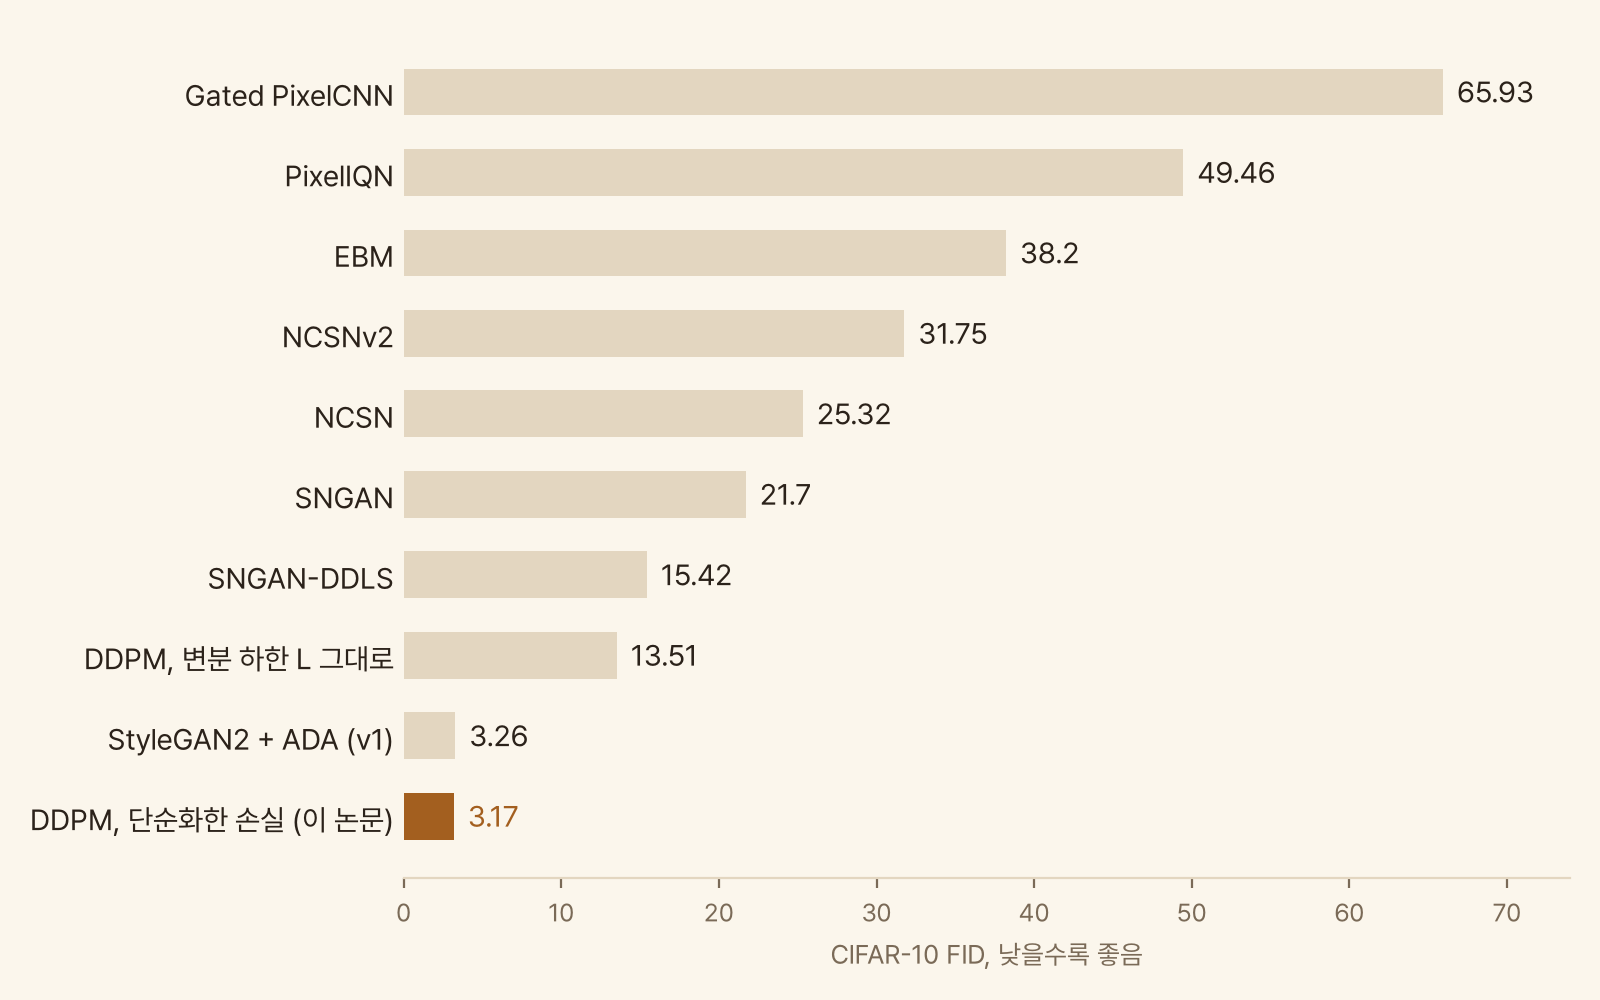 Gated PixelCNN 65.93
PixelIQN 49.46
EBM 38.2
NCSNv2 31.75
NCSN 25.32
SNGAN 21.7
SNGAN-DDLS 15.42
DDPM, 변분 하한 L 그대로 13.51
StyleGAN2 + ADA (v1) 3.26
DDPM, 단순화한 손실 (이 논문) 3.17
0 10 20 30 40 50 60 70
CIFAR-10 FID, 낮을수록 좋음